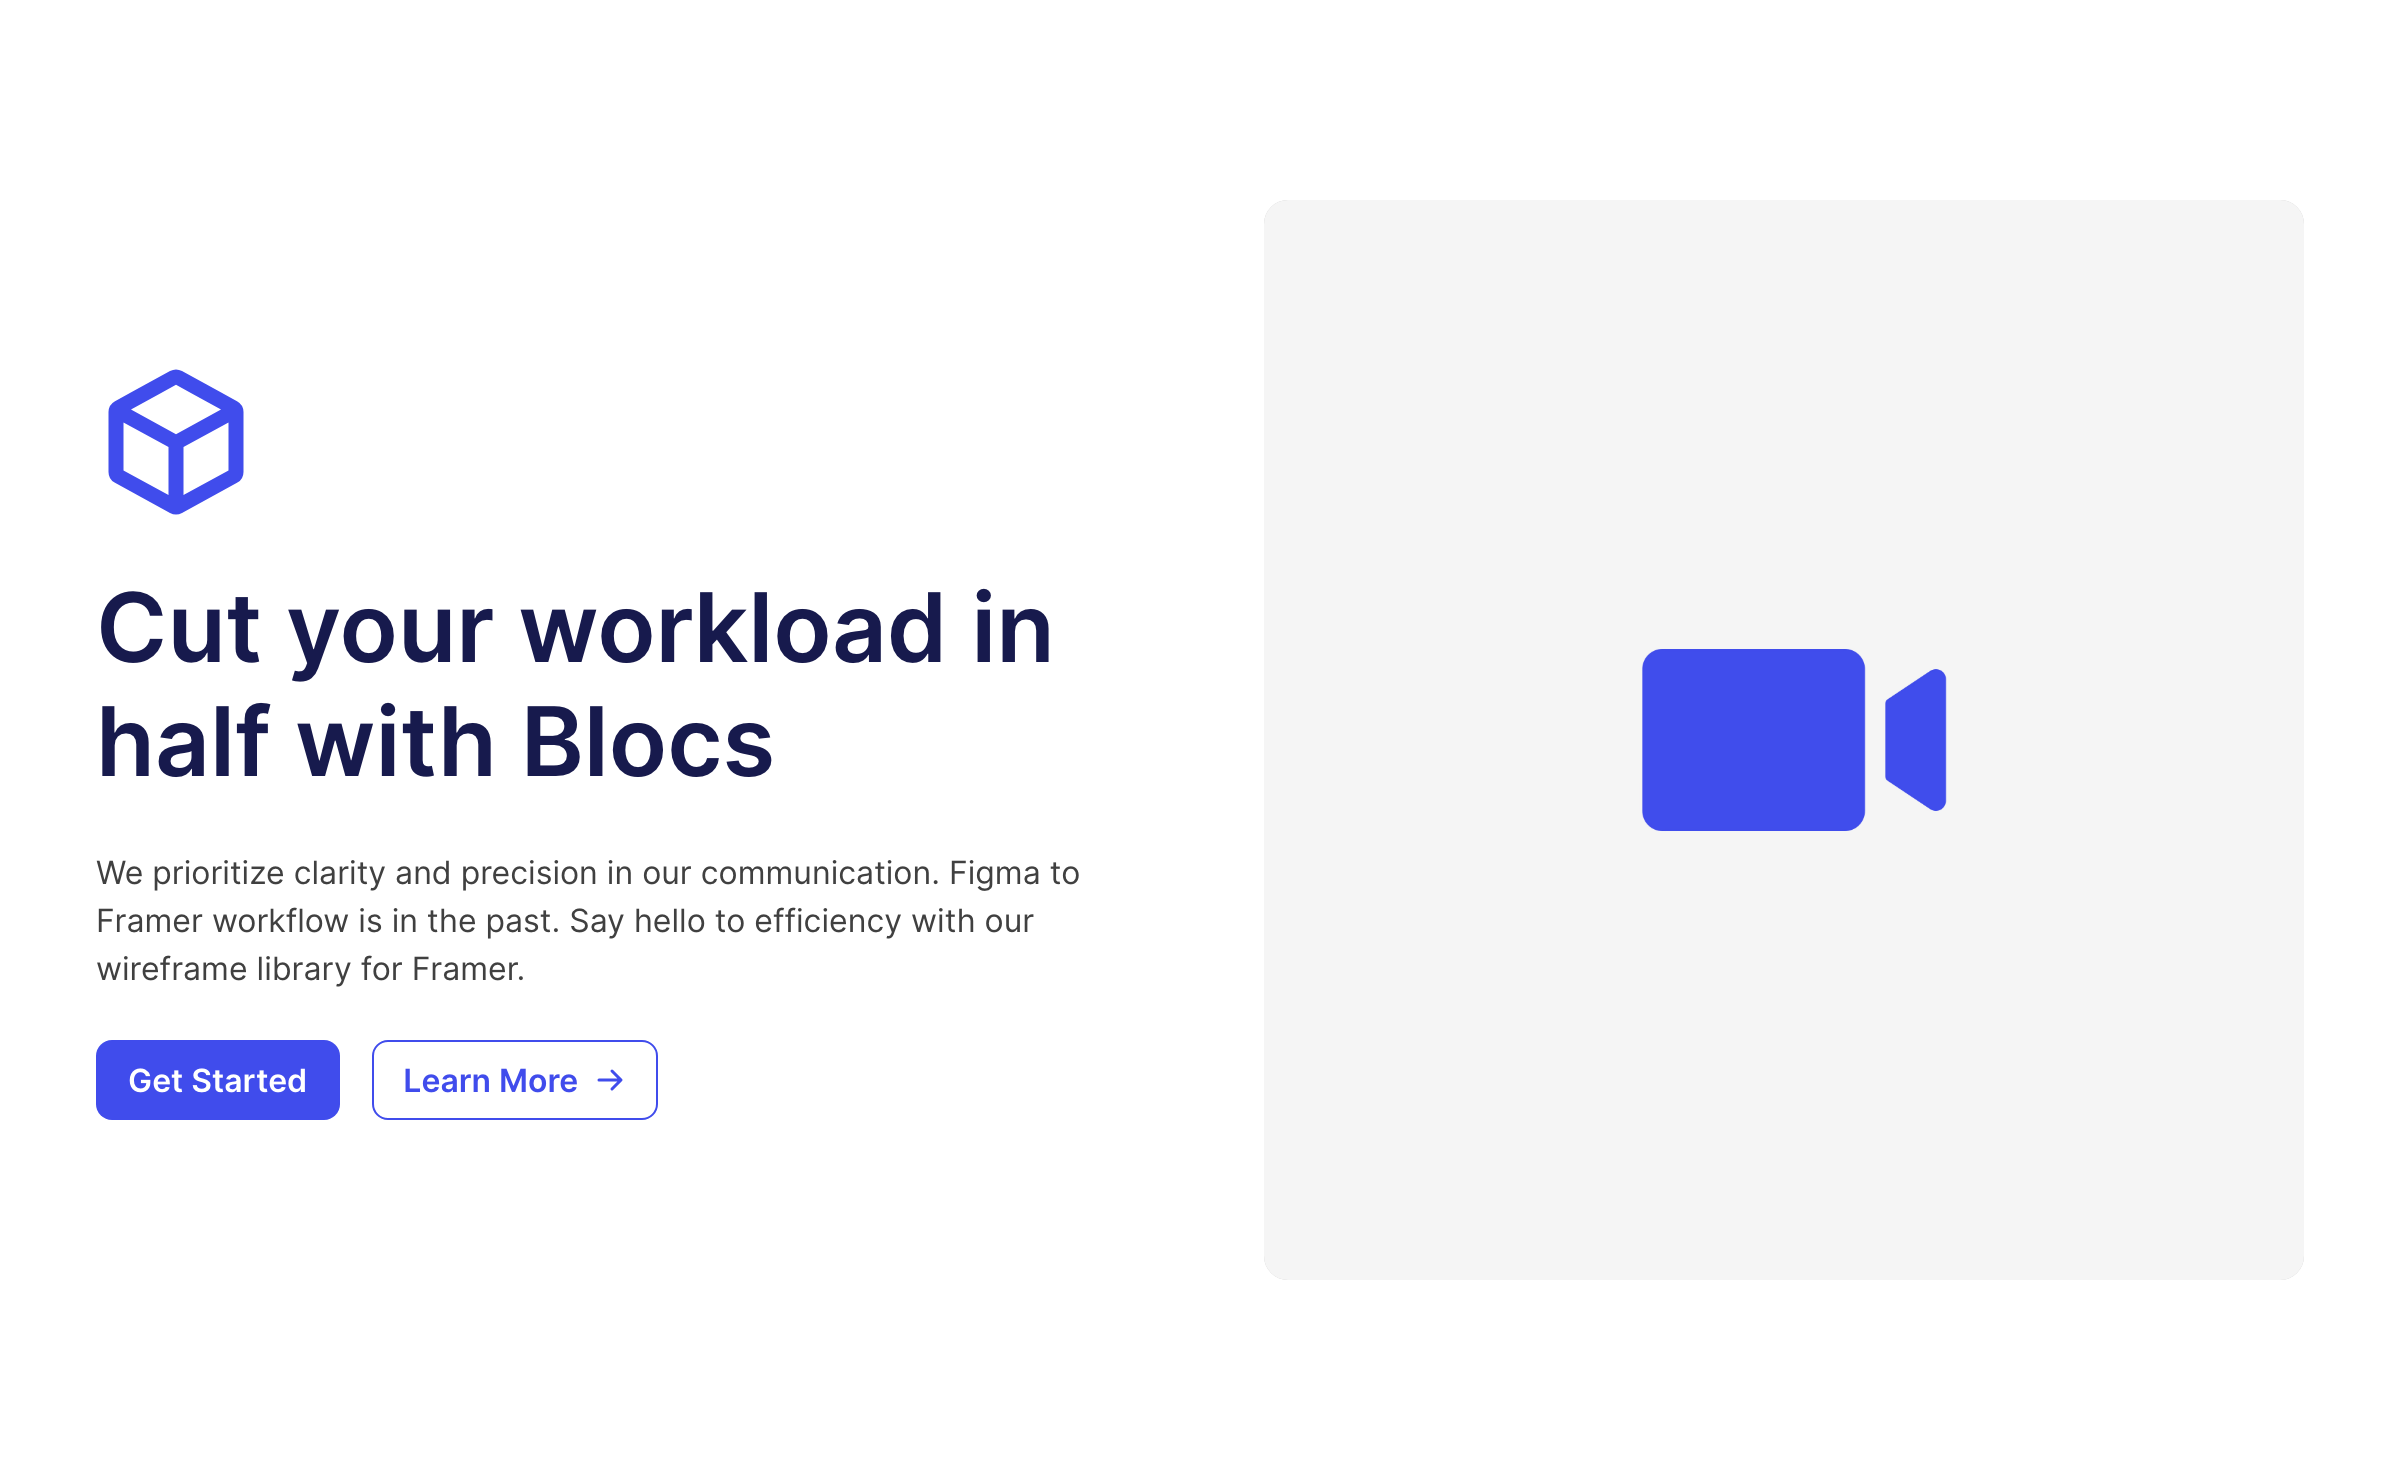 Cut your workload in
half with Blocs
We prioritize clarity and precision in our communication. Figma to
Framer workflow is in the past. Say hello to efficiency with our
wireframe library for Framer.
Get Started
Learn More